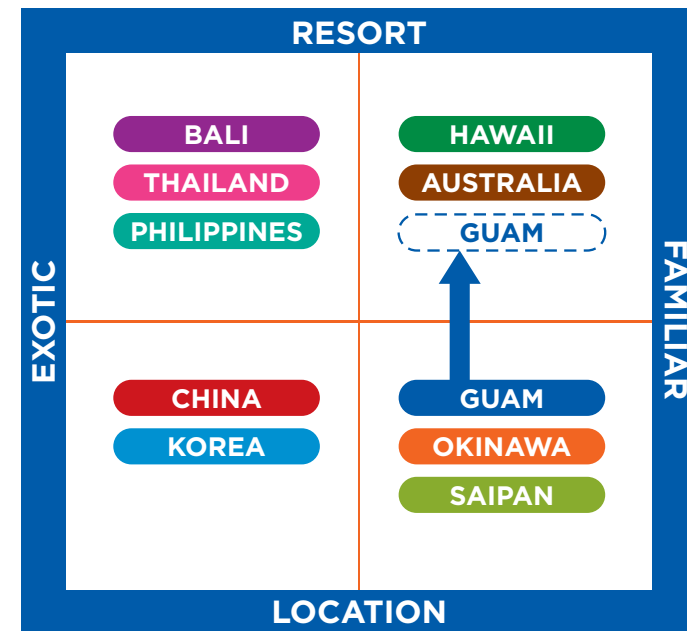 RESORT
EXOTIC
FAMILIAR
BALI
THAILAND
PHILIPPINES
HAWAII
AUSTRALIA
GUAM
CHINA
KOREA
GUAM
OKINAWA
SAIPAN
LOCATION